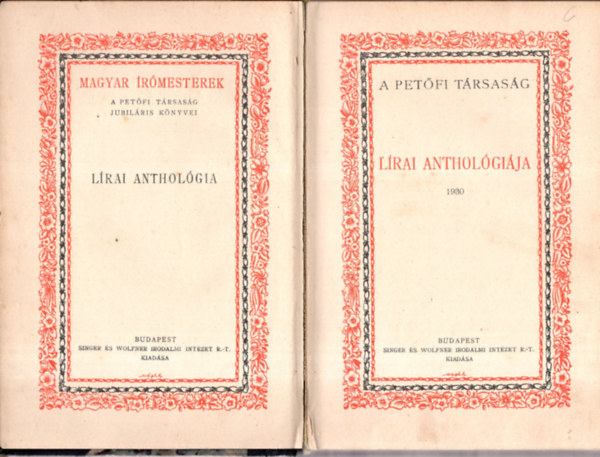 MAGYAR ÍRÓMESTEREK
A PETŐFI TÁRSASÁG
JUBILÁRIS KÖNYVEI
LÍRAI ANTHOLÓGIA
BUDAPEST
SINGER ÉS WOLFNER IRODALMI INTÉZET R.-T.
KIADÁSA
A PETŐFI TÁRSASÁG
LÍRAI ANTHOLÓGIÁJA
1930
BUDAPEST
SINGER ÉS WOLFNER IRODALMI INTÉZET R.-T.
KIADÁSA